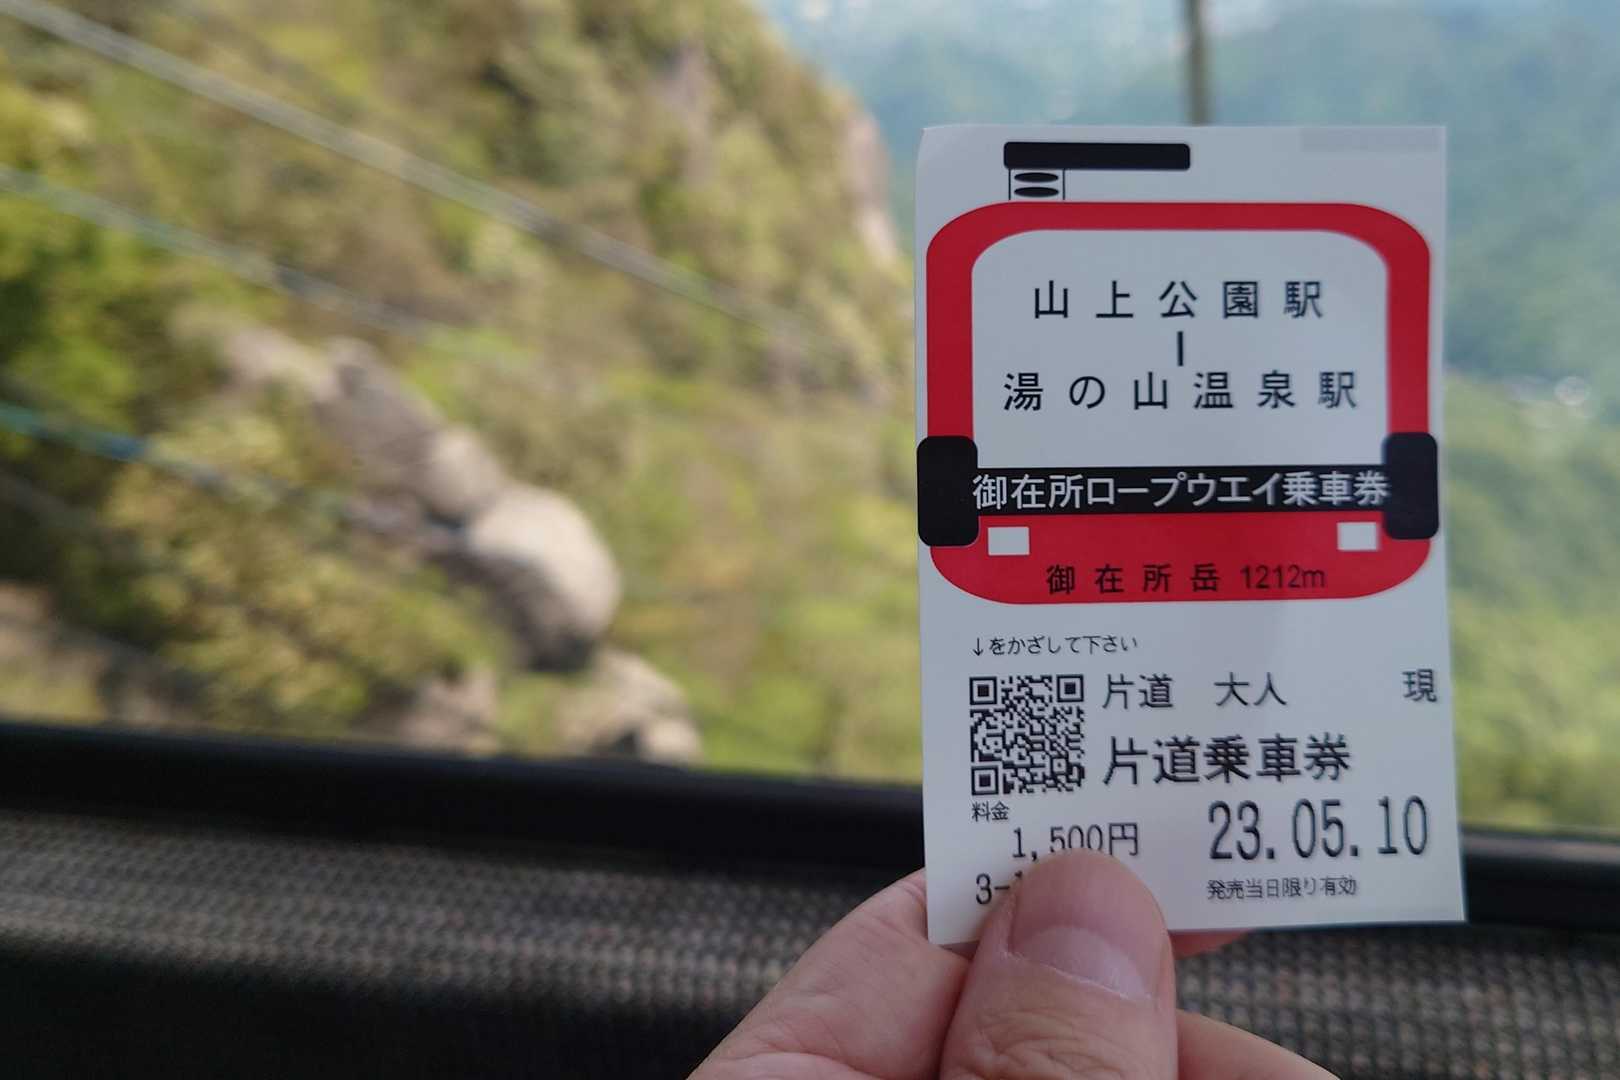 山上公園駅
|
湯の山温泉駅
御在所ロープウエイ乗車券
御在所岳 1212m
↓をかざして下さい
片道 大人 現
片道乗車券
料金
1,500円
23.05.10
3-1
発売当日限り有効